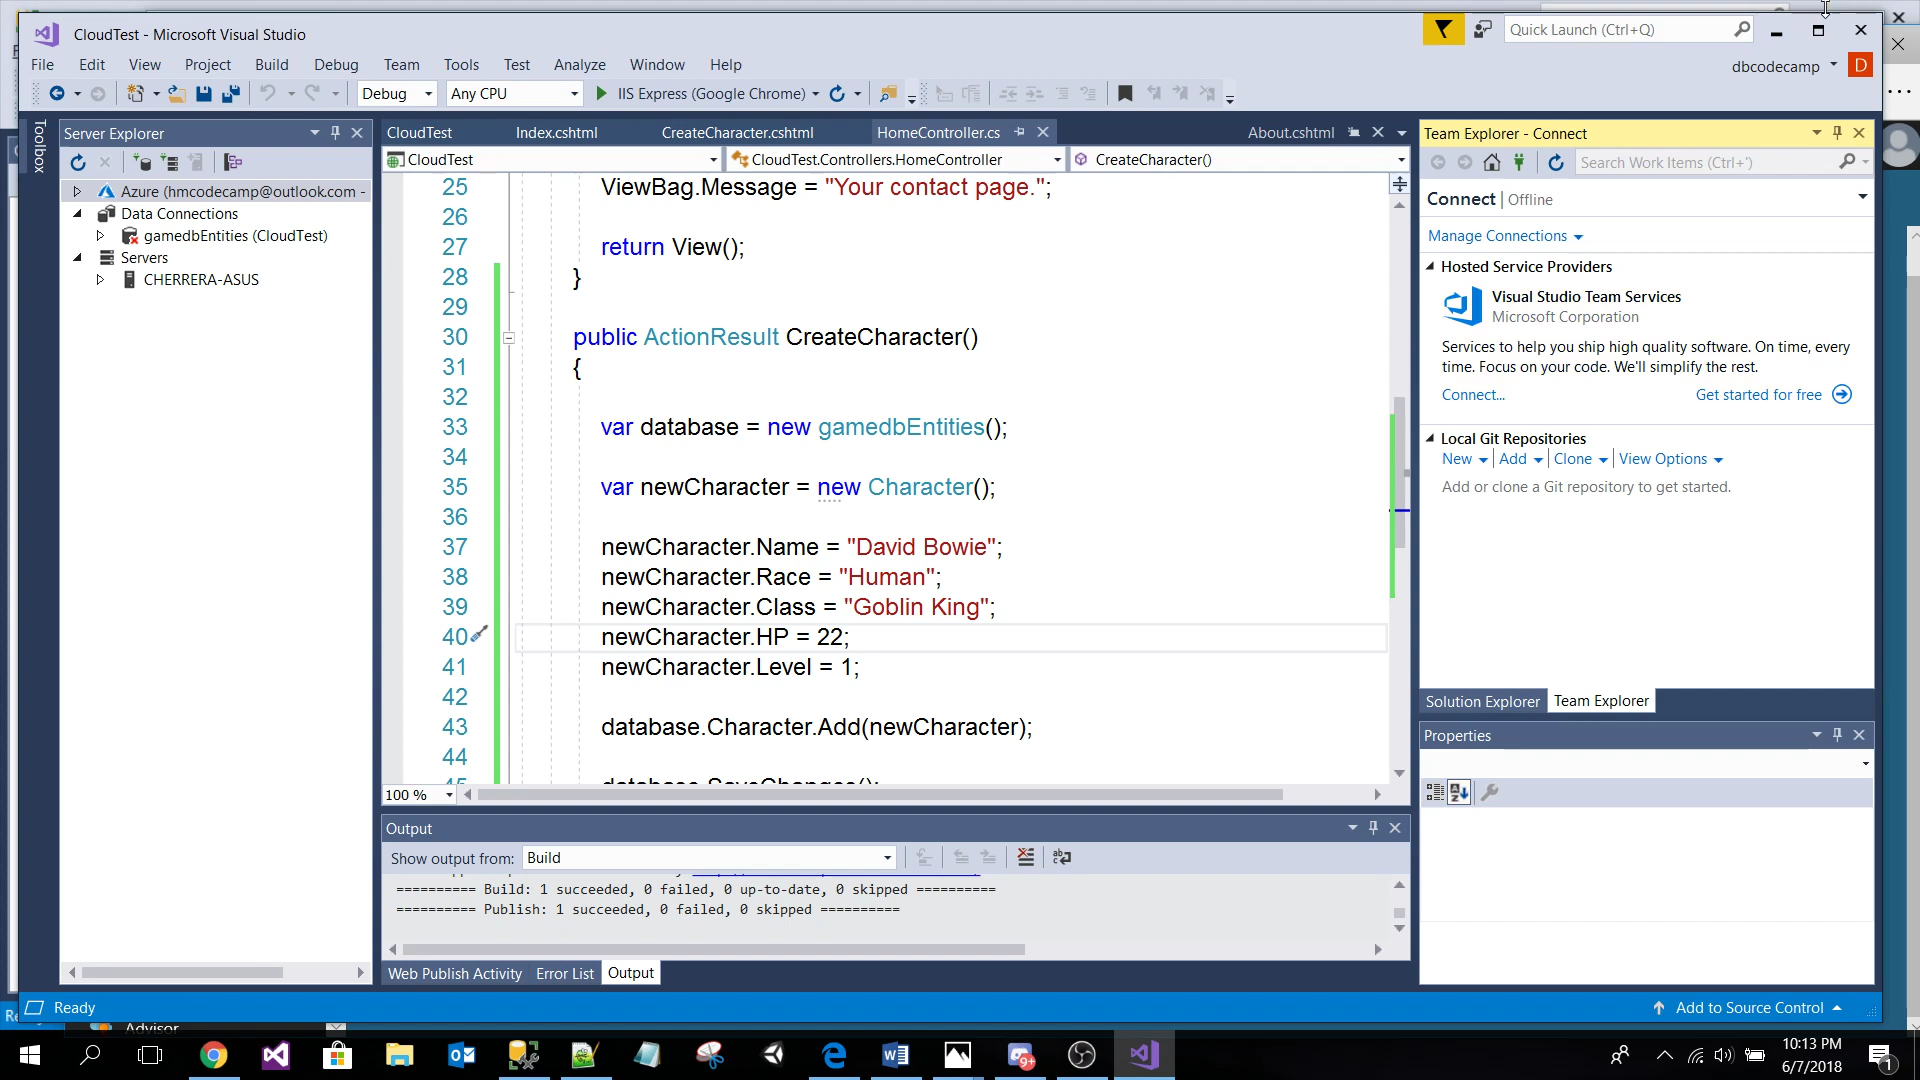 CloudTest - Microsoft Visual Studio
Quick Launch (Ctrl+Q)
File Edit View Project Build Debug Team Tools Test Analyze Window Help
dbcodecamp D
Debug Any CPU IIS Express (Google Chrome)
Toolbox
Server Explorer
Azure (hmcodecamp@outlook.com -
Data Connections
gamedbEntities (CloudTest)
Servers
CHERRERA-ASUS
CloudTest Index.cshtml CreateCharacter.cshtml HomeController.cs About.cshtml
CloudTest CloudTest.Controllers.HomeController CreateCharacter()
25 ViewBag.Message = "Your contact page.";
26
27 return View();
28 }
29
30 public ActionResult CreateCharacter()
31 {
32
33 var database = new gamedbEntities();
34
35 var newCharacter = new Character();
36
37 newCharacter.Name = "David Bowie";
38 newCharacter.Race = "Human";
39 newCharacter.Class = "Goblin King";
40 newCharacter.HP = 22;
41 newCharacter.Level = 1;
42
43 database.Character.Add(newCharacter);
44
45 database.SaveChanges();
100 %
Output
Show output from: Build
========== Build: 1 succeeded, 0 failed, 0 up-to-date, 0 skipped ==========
========== Publish: 1 succeeded, 0 failed, 0 skipped ==========
Web Publish Activity Error List Output
Team Explorer - Connect
Search Work Items (Ctrl+')
Connect | Offline
Manage Connections
Hosted Service Providers
Visual Studio Team Services
Microsoft Corporation
Services to help you ship high quality software. On time, every
time. Focus on your code. We'll simplify the rest.
Connect... Get started for free
Local Git Repositories
New Add Clone View Options
Add or clone a Git repository to get started.
Solution Explorer Team Explorer
Properties
Ready
Add to Source Control
Advisor
10:13 PM
6/7/2018
1